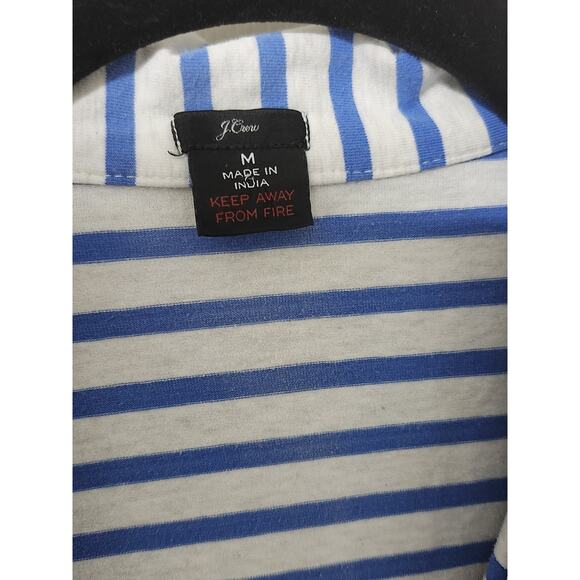 J.Crew
M
MADE IN
INDIA
KEEP AWAY
FROM FIRE